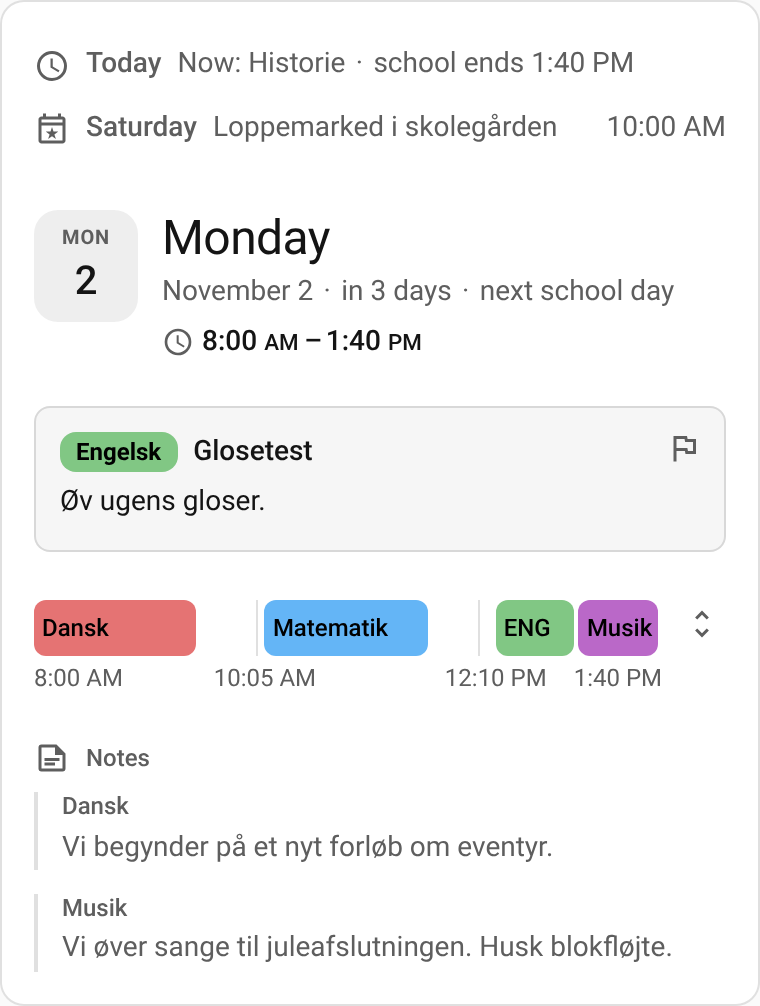 Today Now: Historie · school ends 1:40 PM
Saturday Loppemarked i skolegården 10:00 AM
MON
2
Monday
November 2 · in 3 days · next school day
8:00 AM – 1:40 PM
Engelsk Glosetest
Øv ugens gloser.
Dansk Matematik ENG Musik
8:00 AM 10:05 AM 12:10 PM 1:40 PM
Notes
Dansk
Vi begynder på et nyt forløb om eventyr.
Musik
Vi øver sange til juleafslutningen. Husk blokfløjte.